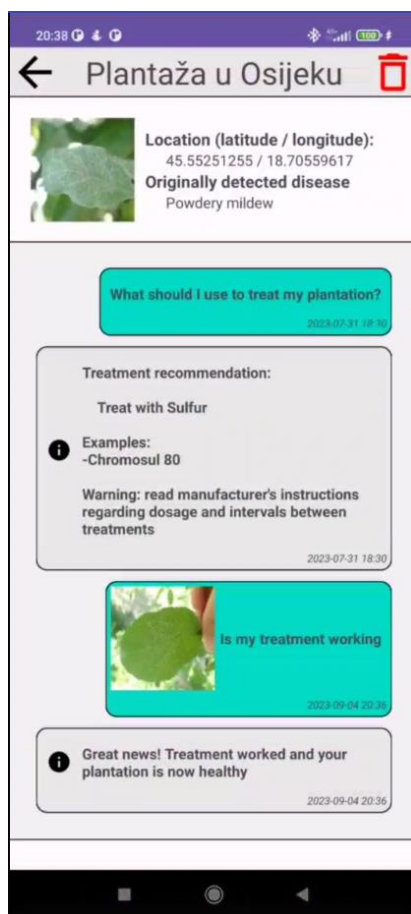 20:38
100
Plantaža u Osijeku
Location (latitude / longitude):
45.55251255 / 18.70559617
Originally detected disease
Powdery mildew
What should I use to treat my plantation?
2023-07-31 18:30
Treatment recommendation:
Treat with Sulfur
Examples:
-Chromosul 80
Warning: read manufacturer's instructions
regarding dosage and intervals between
treatments
2023-07-31 18:30
Is my treatment working
2023-09-04 20:36
Great news! Treatment worked and your
plantation is now healthy
2023-09-04 20:36